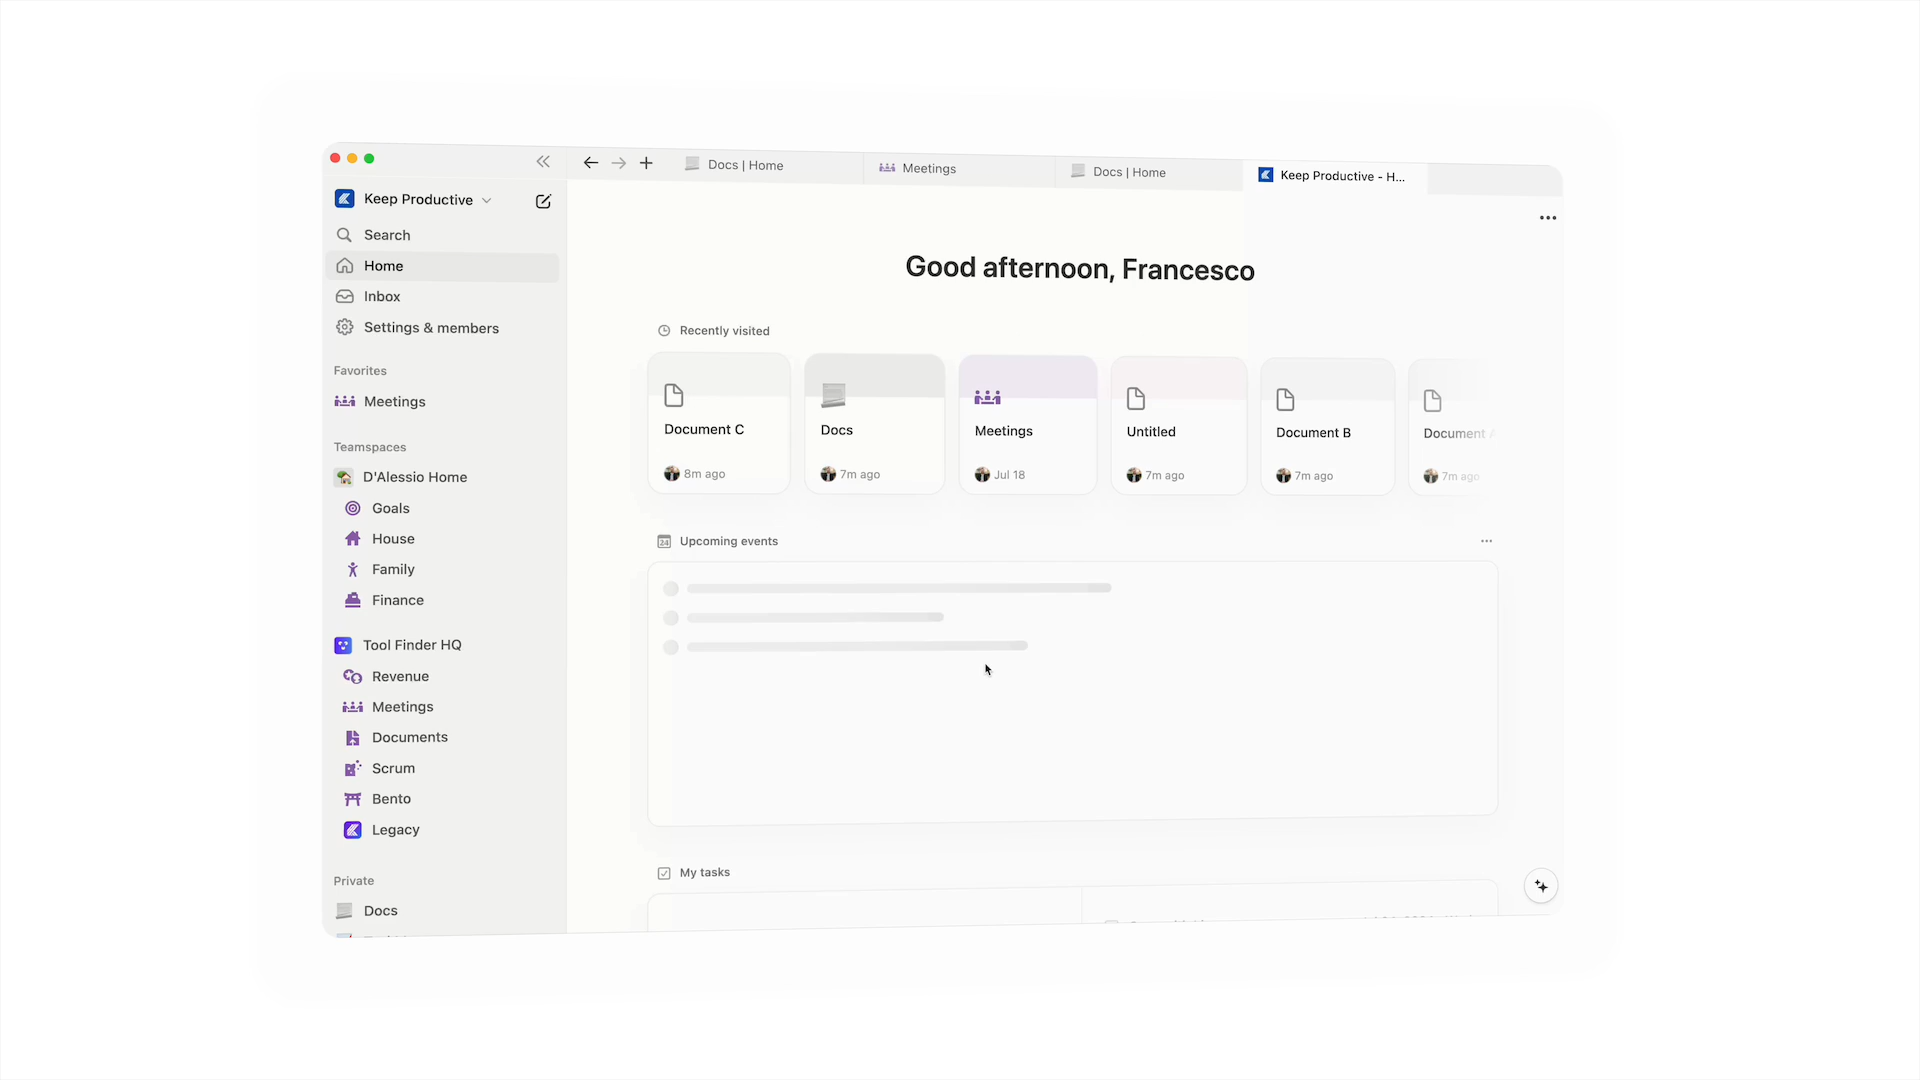 Docs | Home
Meetings
Docs | Home
Keep Productive - H...
Keep Productive
Search
Home
Inbox
Settings & members
Favorites
Meetings
Teamspaces
D'Alessio Home
Goals
House
Family
Finance
Tool Finder HQ
Revenue
Meetings
Documents
Scrum
Bento
Legacy
Private
Docs
Good afternoon, Francesco
Recently visited
Document C
8m ago
Docs
7m ago
Meetings
Jul 18
Untitled
7m ago
Document B
7m ago
Document A
7m ago
24
Upcoming events
My tasks